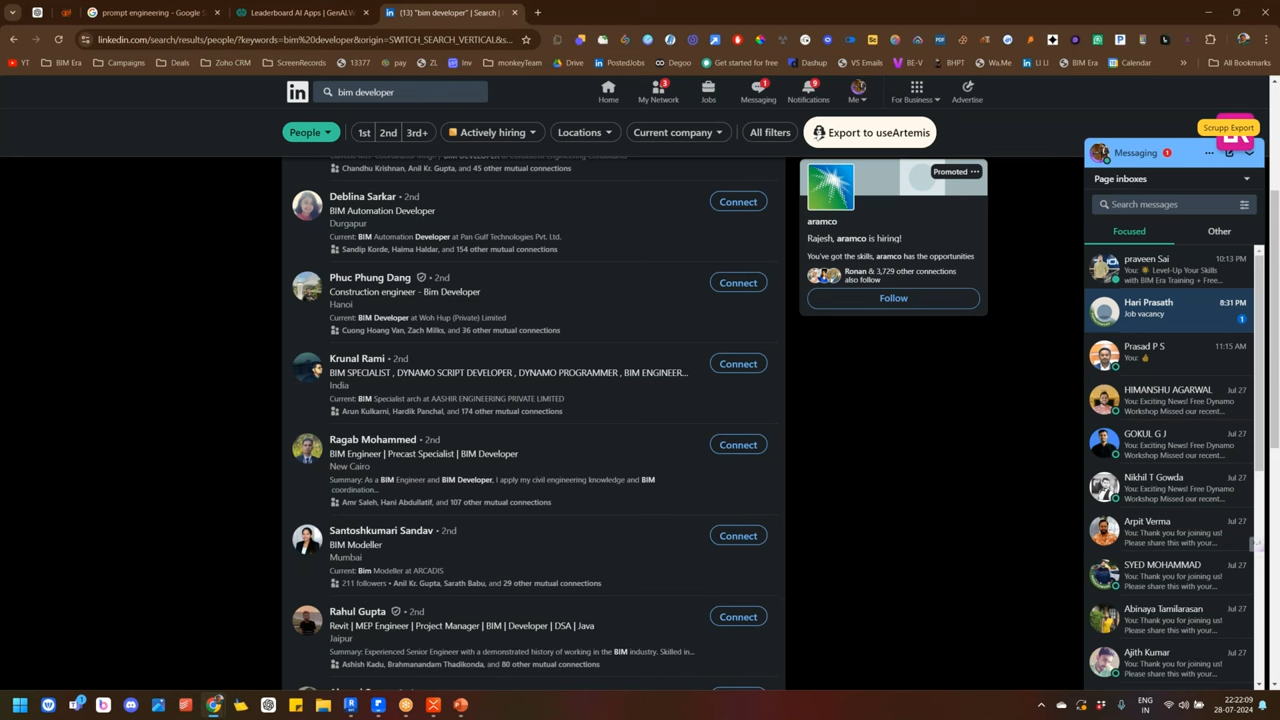 prompt engineering - Google S
Leaderboard AI Apps | GenAI W
(13) "bim developer" | Search |
linkedin.com/search/results/people/?keywords=bim%20developer&origin=SWITCH_SEARCH_VERTICAL&s...
YT
BIM Era
Campaigns
Deals
Zoho CRM
ScreenRecords
13377
pay
ZL
Inv
monkeyTeam
Drive
PostedJobs
Degoo
Get started for free
Dashup
VS Emails
BE-V
BHPT
Wa.Me
LI LI
BIM Era
Calendar
All Bookmarks
in
bim developer
Home
3
My Network
Jobs
1
Messaging
9
Notifications
Me
For Business
Advertise
People
1st
2nd
3rd+
Actively hiring
Locations
Current company
All filters
Export to useArtemis
Scrupp Export
Chandhu Krishnan, Anil Kr. Gupta, and 45 other mutual connections
Deblina Sarkar • 2nd
BIM Automation Developer
Durgapur
Current: BIM Automation Developer at Pan Gulf Technologies Pvt. Ltd.
Sandip Korde, Haima Haldar, and 154 other mutual connections
Connect
Phuc Phung Dang • 2nd
Construction engineer - Bim Developer
Hanoi
Current: BIM Developer at Woh Hup (Private) Limited
Cuong Hoang Van, Zach Milks, and 36 other mutual connections
Connect
Krunal Rami • 2nd
BIM SPECIALIST , DYNAMO SCRIPT DEVELOPER , DYNAMO PROGRAMMER , BIM ENGINEER...
India
Current: BIM Specialist arch at AASHIR ENGINEERING PRIVATE LIMITED
Arun Kulkarni, Hardik Panchal, and 174 other mutual connections
Connect
Ragab Mohammed • 2nd
BIM Engineer | Precast Specialist | BIM Developer
New Cairo
Summary: As a BIM Engineer and BIM Developer, I apply my civil engineering knowledge and BIM
coordination...
Amr Saleh, Hani Abdullatif, and 107 other mutual connections
Connect
Santoshkumari Sandav • 2nd
BIM Modeller
Mumbai
Current: Bim Modeller at ARCADIS
211 followers • Anil Kr. Gupta, Sarath Babu, and 29 other mutual connections
Connect
Rahul Gupta • 2nd
Revit | MEP Engineer | Project Manager | BIM | Developer | DSA | Java
Jaipur
Summary: Experienced Senior Engineer with a demonstrated history of working in the BIM industry. Skilled in...
Ashish Kadu, Brahmanandam Thadikonda, and 80 other mutual connections
Connect
Promoted ...
aramco
Rajesh, aramco is hiring!
You've got the skills, aramco has the opportunities
Ronan & 3,729 other connections
also follow
Follow
Messaging 1
Page inboxes
Search messages
Focused
Other
praveen Sai
10:13 PM
You: Level-Up Your Skills
with BIM Era Training + Free...
Hari Prasath
8:31 PM
Job vacancy
1
Prasad P S
11:15 AM
You: 👍
HIMANSHU AGARWAL
Jul 27
You: Exciting News! Free Dynamo
Workshop Missed our recent...
GOKUL G J
Jul 27
You: Exciting News! Free Dynamo
Workshop Missed our recent...
Nikhil T Gowda
Jul 27
You: Exciting News! Free Dynamo
Workshop Missed our recent...
Arpit Verma
Jul 27
You: Thank you for joining us!
Please share this with your...
SYED MOHAMMAD
Jul 27
You: Thank you for joining us!
Please share this with your...
Abinaya Tamilarasan
Jul 27
You: Thank you for joining us!
Please share this with your...
Ajith Kumar
Jul 27
You: Thank you for joining us!
Please share this with your...
ENG
IN
22:22:09
28-07-2024